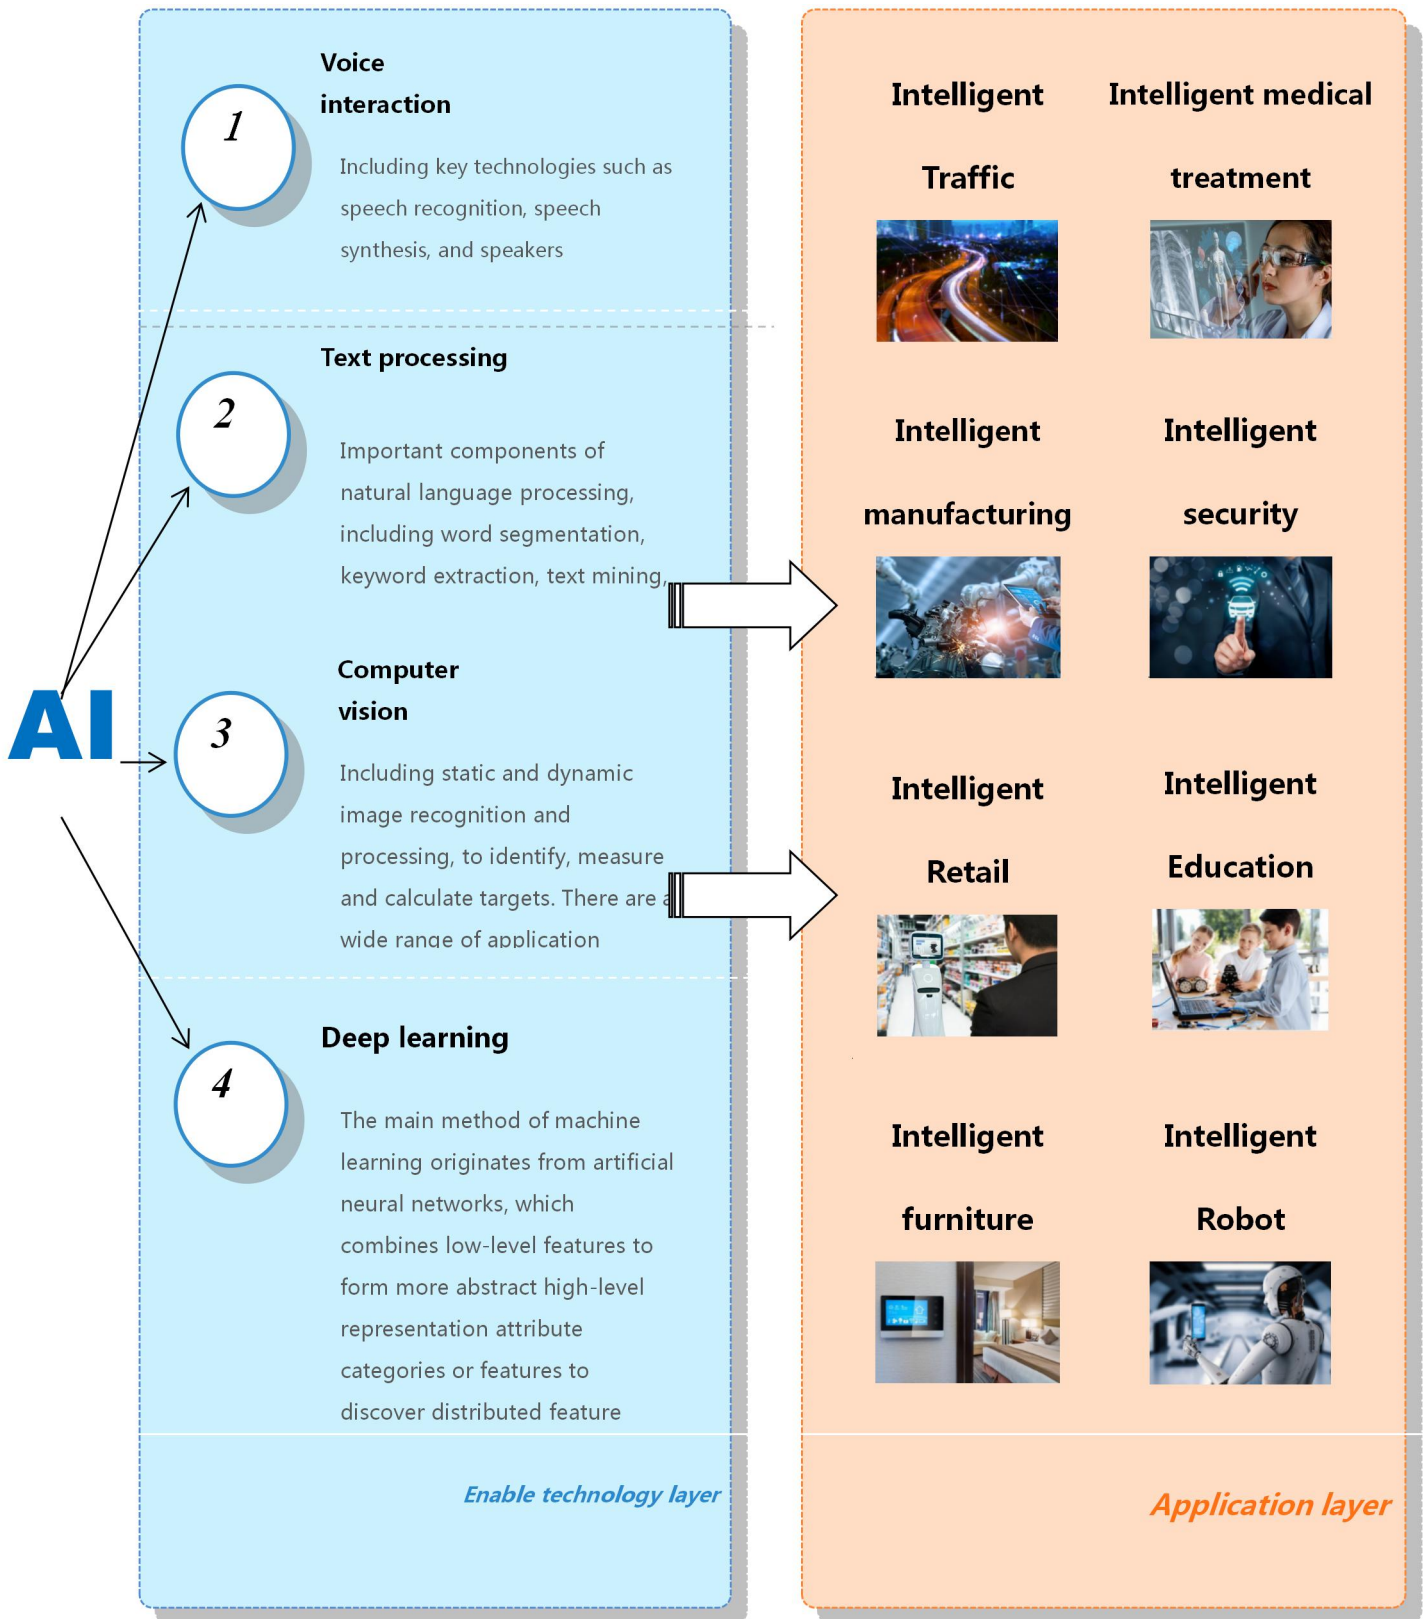 AI
1
Voice
interaction
Including key technologies such as
speech recognition, speech
synthesis, and speakers
2
Text processing
Important components of
natural language processing,
including word segmentation,
keyword extraction, text mining,
3
Computer
vision
Including static and dynamic
image recognition and
processing, to identify, measure
and calculate targets. There are a
wide range of application
4
Deep learning
The main method of machine
learning originates from artificial
neural networks, which
combines low-level features to
form more abstract high-level
representation attribute
categories or features to
discover distributed feature
Enable technology layer
Intelligent
Traffic
Intelligent medical
treatment
Intelligent
manufacturing
Intelligent
security
Intelligent
Retail
Intelligent
Education
Intelligent
furniture
Intelligent
Robot
Application layer